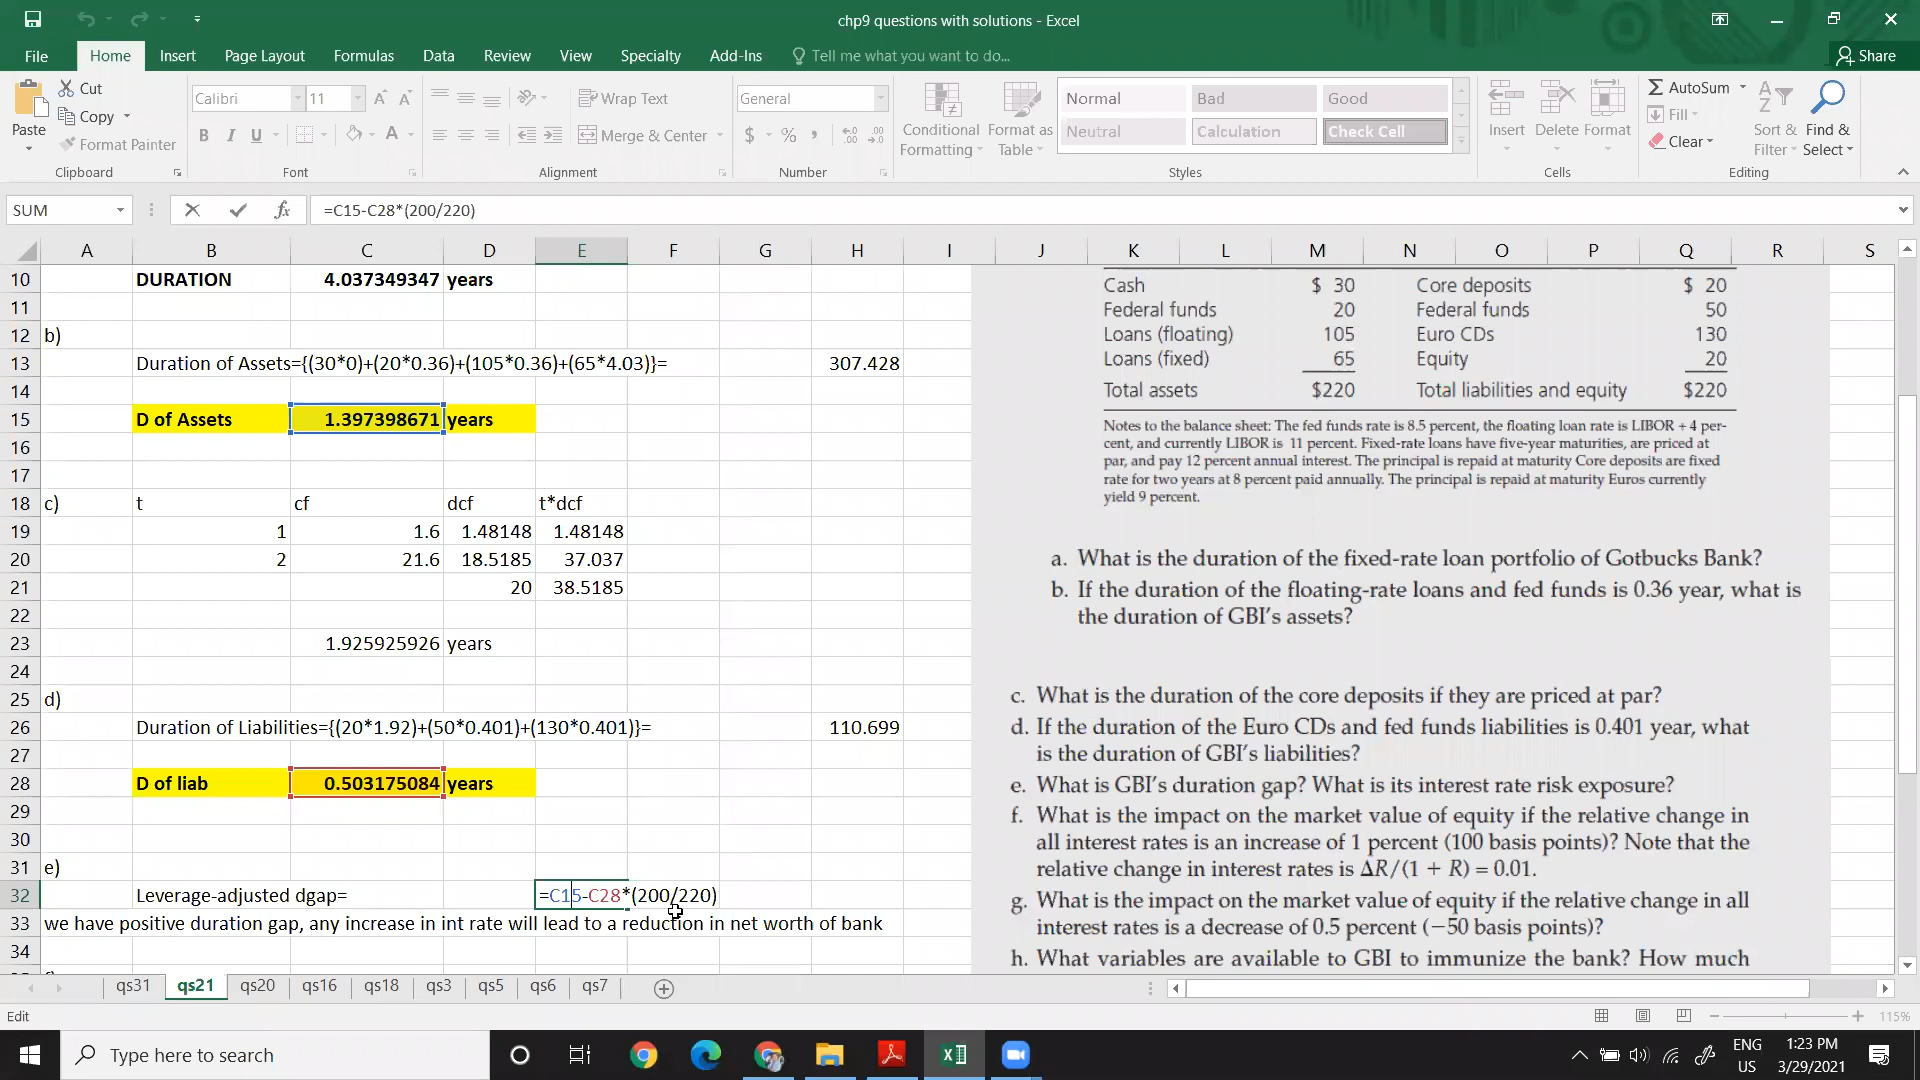 chp9 questions with solutions - Excel
File Home Insert Page Layout Formulas Data Review View Specialty Add-Ins Tell me what you want to do... Share
Paste
Cut
Copy
Format Painter
Clipboard
Calibri 11
B I U
Font
Wrap Text
Merge & Center
Alignment
General
$ % ,
Number
Conditional Formatting
Format as Table
Normal Bad Good
Neutral Calculation Check Cell
Styles
Insert Delete Format
Cells
AutoSum
Fill
Clear
Sort & Filter
Find & Select
Editing
SUM fx =C15-C28*(200/220)
A B C D E F G H I J K L M N O P Q R S
10 DURATION 4.037349347 years
11
12 b)
13 Duration of Assets={(30*0)+(20*0.36)+(105*0.36)+(65*4.03)}= 307.428
14
15 D of Assets 1.397398671 years
16
17
18 c) t cf dcf t*dcf
19 1 1.6 1.48148 1.48148
20 2 21.6 18.5185 37.037
21 20 38.5185
22
23 1.925925926 years
24
25 d)
26 Duration of Liabilities={(20*1.92)+(50*0.401)+(130*0.401)}= 110.699
27
28 D of liab 0.503175084 years
29
30
31 e)
32 Leverage-adjusted dgap= =C15-C28*(200/220)
33 we have positive duration gap, any increase in int rate will lead to a reduction in net worth of bank
34
Cash $ 30 Core deposits $ 20
Federal funds 20 Federal funds 50
Loans (floating) 105 Euro CDs 130
Loans (fixed) 65 Equity 20
Total assets $220 Total liabilities and equity $220
Notes to the balance sheet: The fed funds rate is 8.5 percent, the floating loan rate is LIBOR + 4 per-
cent, and currently LIBOR is 11 percent. Fixed-rate loans have five-year maturities, are priced at
par, and pay 12 percent annual interest. The principal is repaid at maturity Core deposits are fixed
rate for two years at 8 percent paid annually. The principal is repaid at maturity Euros currently
yield 9 percent.
a. What is the duration of the fixed-rate loan portfolio of Gotbucks Bank?
b. If the duration of the floating-rate loans and fed funds is 0.36 year, what is
the duration of GBI's assets?
c. What is the duration of the core deposits if they are priced at par?
d. If the duration of the Euro CDs and fed funds liabilities is 0.401 year, what
is the duration of GBI's liabilities?
e. What is GBI's duration gap? What is its interest rate risk exposure?
f. What is the impact on the market value of equity if the relative change in
all interest rates is an increase of 1 percent (100 basis points)? Note that the
relative change in interest rates is ΔR/(1 + R) = 0.01.
g. What is the impact on the market value of equity if the relative change in all
interest rates is a decrease of 0.5 percent (−50 basis points)?
h. What variables are available to GBI to immunize the bank? How much
qs31 qs21 qs20 qs16 qs18 qs3 qs5 qs6 qs7
Edit 115%
Type here to search
ENG
US
1:23 PM
3/29/2021